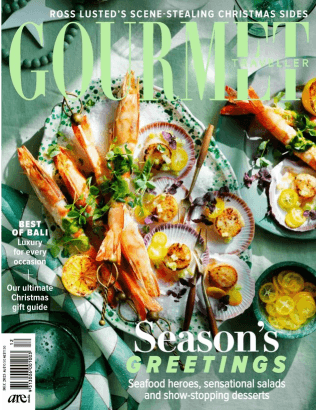 ROSS LUSTED'S SCENE-STEALING CHRISTMAS SIDES
GOURMET
TRAVELLER
BEST
OF BALI
Luxury
for every
occasion
+
Our ultimate
Christmas
gift guide
Season's
GREETINGS
Seafood heroes, sensational salads
and show-stopping desserts
are